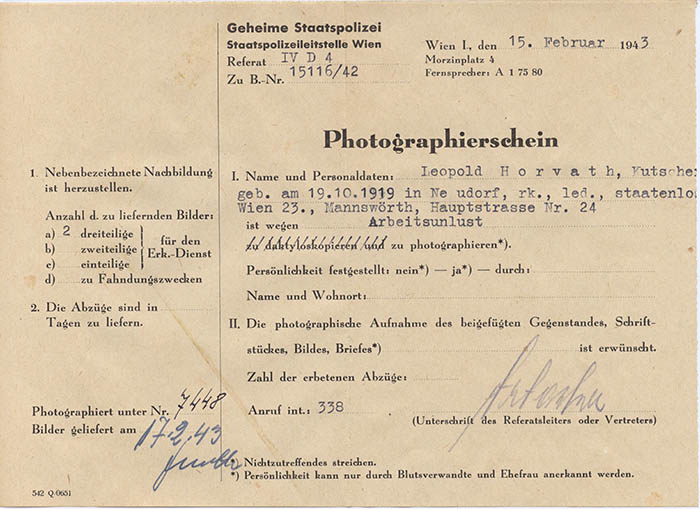 Geheime Staatspolizei
Staatspolizeileitstelle Wien
Referat IV D 4
Zu B.-Nr. 15116/42
Wien I., den 15. Februar 1943
Morzinplatz 4
Fernsprecher: A 1 75 80
Photographierschein
1. Nebenbezeichnete Nachbildung
ist herzustellen.
Anzahl d. zu liefernden Bilder:
a) 2 dreiteilige
b) zweiteilige
c) einteilige
für den
Erk.-Dienst
d) zu Fahndungszwecken
2. Die Abzüge sind in
Tagen zu liefern.
Photographiert unter Nr. 7448
Bilder geliefert am
17.2.43
I. Name und Personaldaten: Leopold Horvath, Kutsche
geb. am 19.10.1919 in Ne udorf, rk., led., staatenlo
Wien 23., Mannswörth, Hauptstrasse Nr. 24
ist wegen Arbeitsunlust
zu daktyloskopieren und zu photographieren*).
Persönlichkeit festgestellt: nein*) — ja*) — durch:
Name und Wohnort:
II. Die photographische Aufnahme des beigefügten Gegenstandes, Schrift-
stückes, Bildes, Briefes*) ist erwünscht.
Zahl der erbetenen Abzüge:
Anruf int.: 338
(Unterschrift des Referatsleiters oder Vertreters)
*) Nichtzutreffendes streichen.
*) Persönlichkeit kann nur durch Blutsverwandte und Ehefrau anerkannt werden.
542 Q/0651